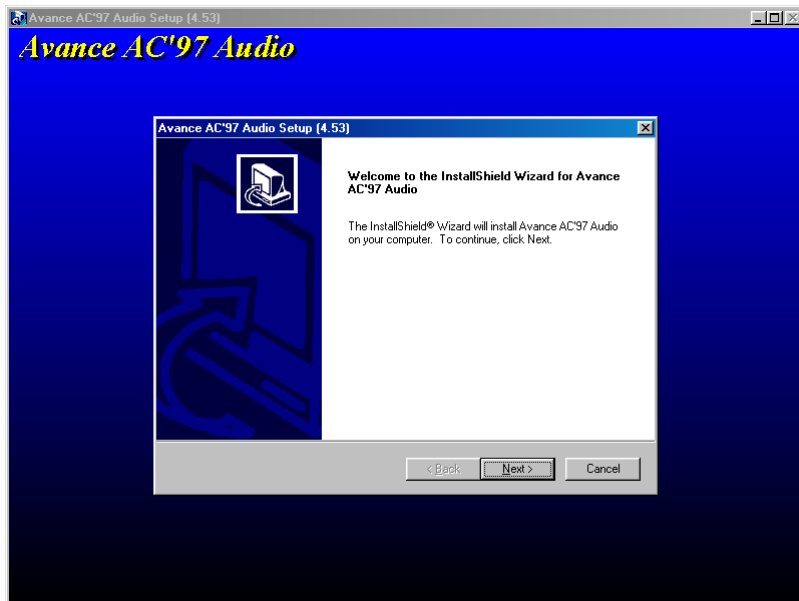 Avance AC'97 Audio Setup (4.53)
Avance AC'97 Audio
Avance AC'97 Audio Setup (4.53)
Welcome to the InstallShield Wizard for Avance
AC'97 Audio
The InstallShield® Wizard will install Avance AC'97 Audio
on your computer. To continue, click Next.
< Back Next > Cancel